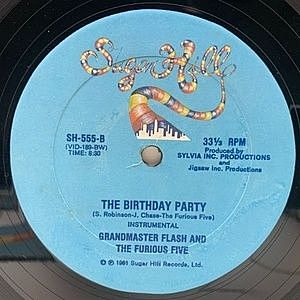 Sugar Hill
SH-555-B
(VID-189-BW)
TIME: 8:30
33⅓ RPM
Produced by
SYLVIA INC. PRODUCTIONS
and
Jigsaw Inc. Productions
THE BIRTHDAY PARTY
(S. Robinson-J. Chase-The Furious Five)
INSTRUMENTAL
GRANDMASTER FLASH AND
THE FURIOUS FIVE
© ℗ 1981 Sugar Hill Records, Ltd.